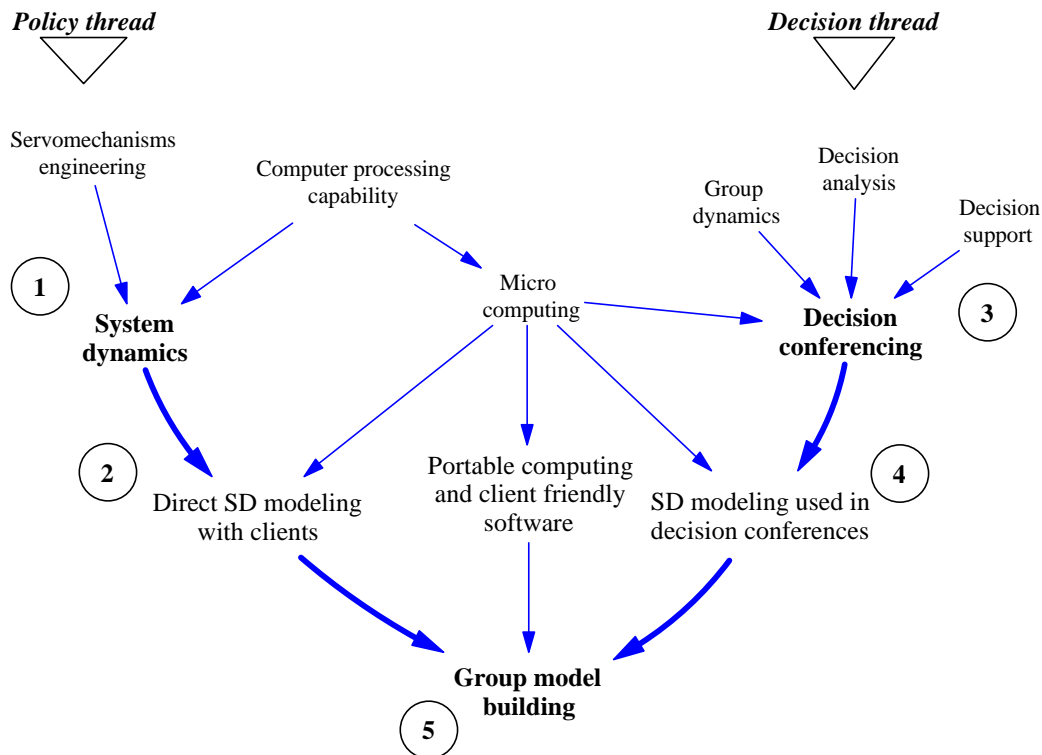 Policy thread
Decision thread
Servomechanisms
engineering
Computer processing
capability
Group
dynamics
Decision
analysis
Decision
support
1
System
dynamics
Micro
computing
Decision
conferencing
3
2
Direct SD modeling
with clients
Portable computing
and client friendly
software
SD modeling used in
decision conferences
4
Group model
building
5